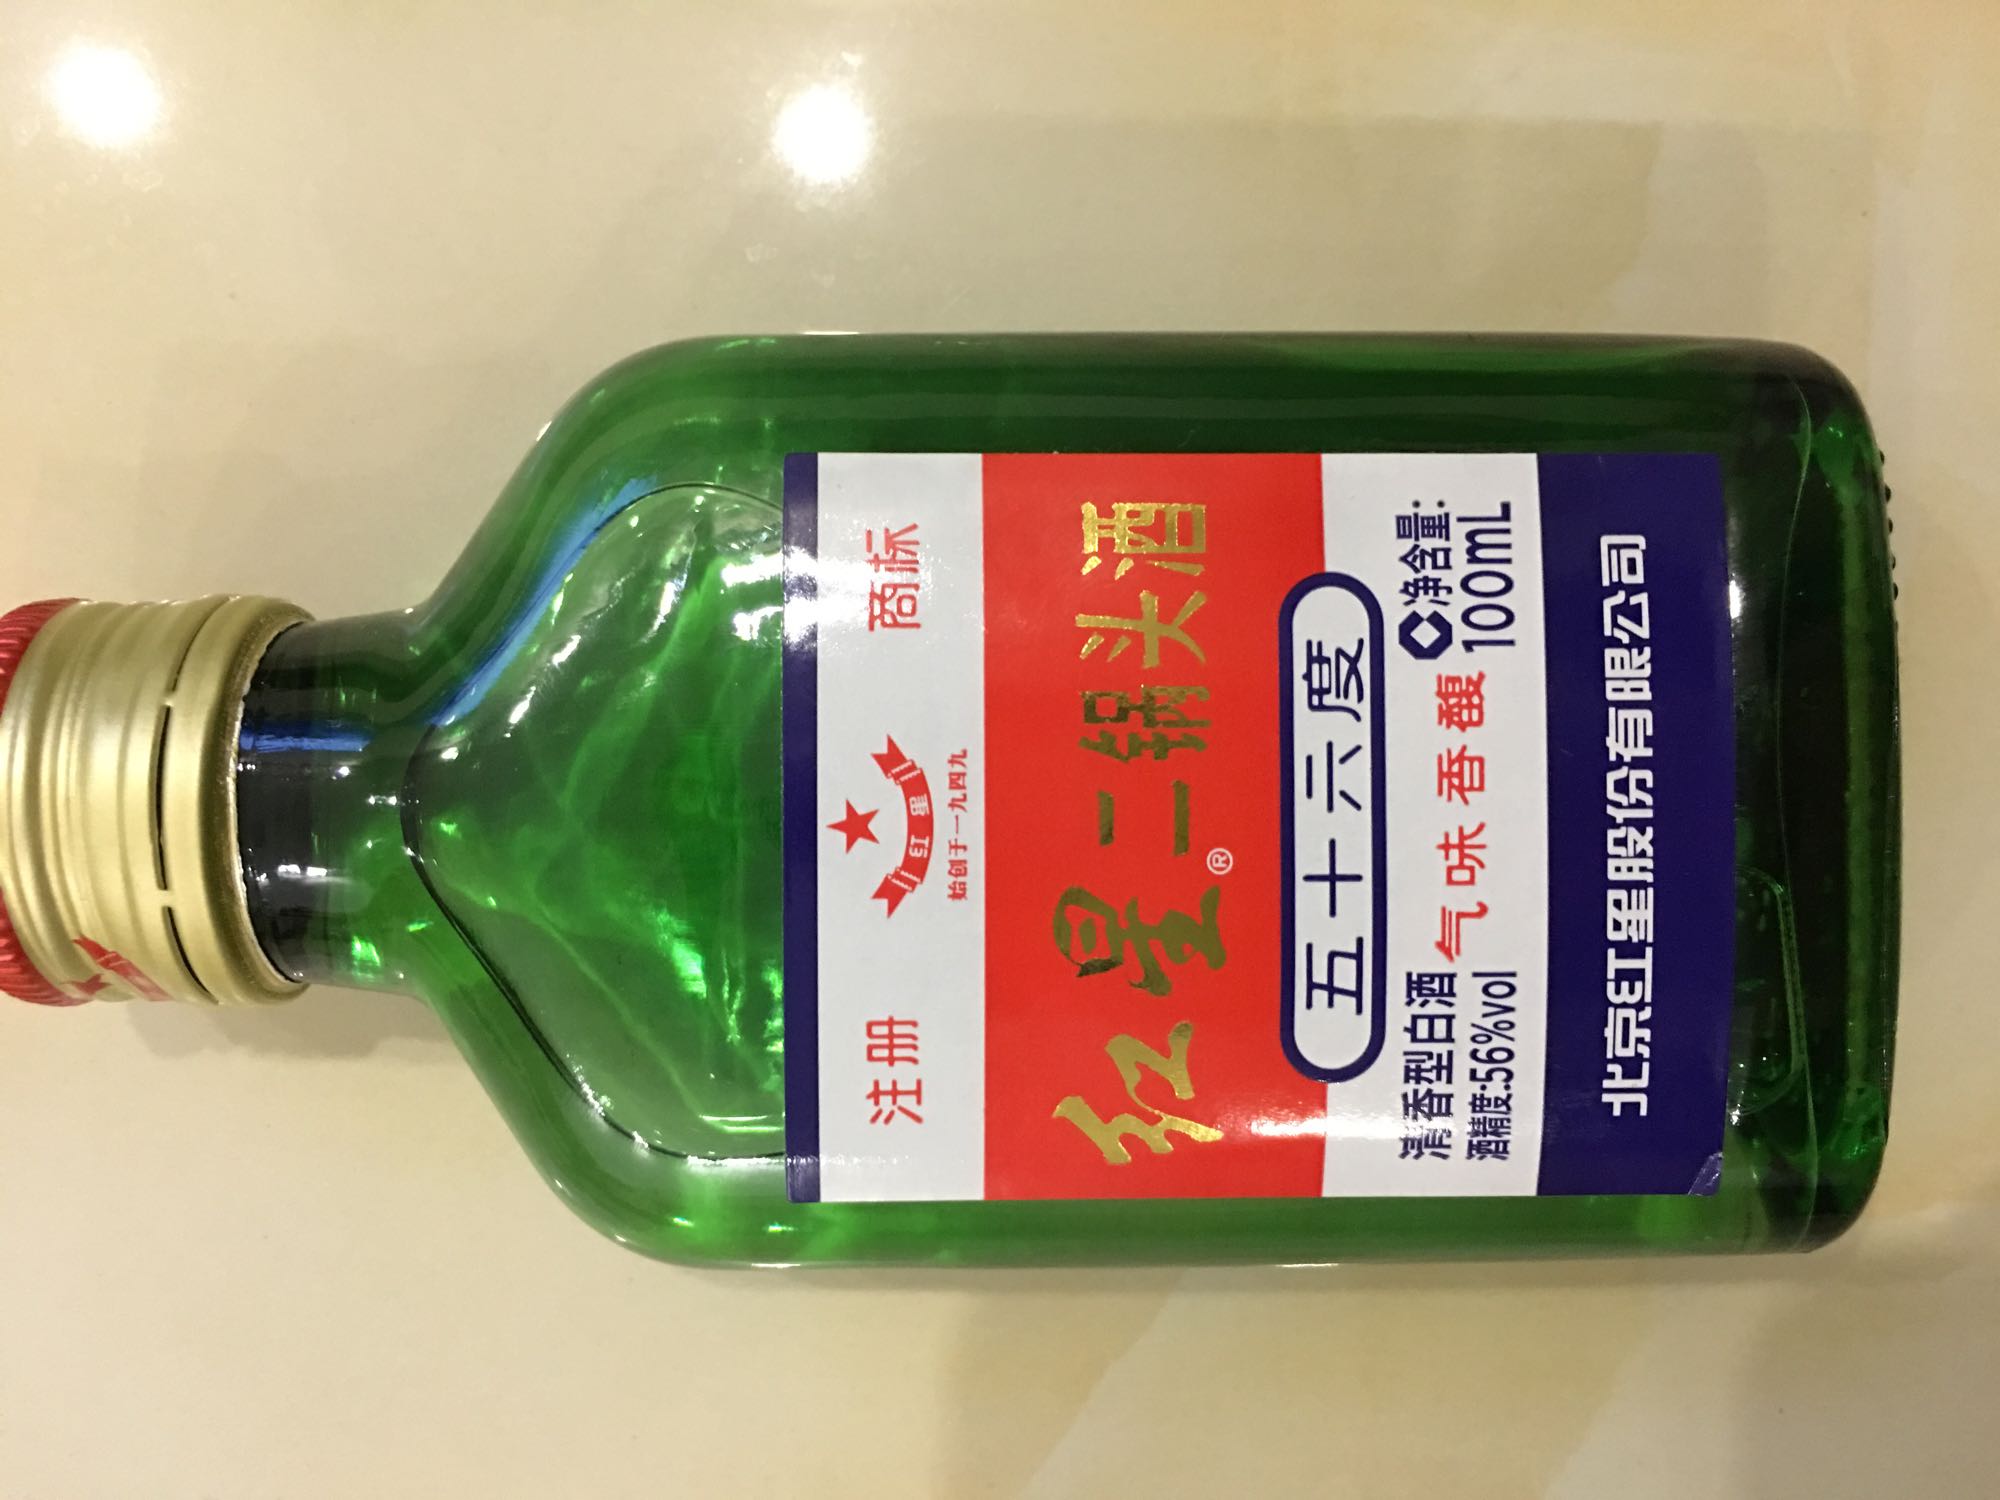 注册 商标
红星
始创于一九四九
红星二锅头酒
®
五十六度
清香型白酒 气味香馥 净含量:
酒精度:56%vol 100mL
北京红星股份有限公司